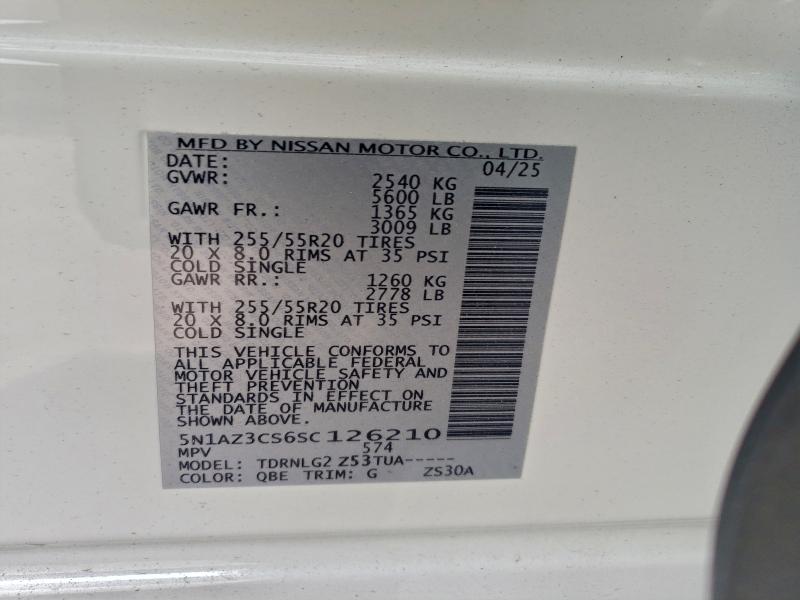 MFD BY NISSAN MOTOR CO., LTD.
DATE: 04/25
GVWR: 2540 KG
5600 LB
GAWR FR.: 1365 KG
3009 LB
WITH 255/55R20 TIRES
20 X 8.0 RIMS AT 35 PSI
COLD SINGLE
GAWR RR.: 1260 KG
2778 LB
WITH 255/55R20 TIRES
20 X 8.0 RIMS AT 35 PSI
COLD SINGLE
THIS VEHICLE CONFORMS TO
ALL APPLICABLE FEDERAL
MOTOR VEHICLE SAFETY AND
THEFT PREVENTION
STANDARDS IN EFFECT ON
THE DATE OF MANUFACTURE
SHOWN ABOVE.
5N1AZ3CS6SC126210
MPV 574
MODEL: TDRNLG2 Z53TUA-----
COLOR: QBE TRIM: G ZS30A